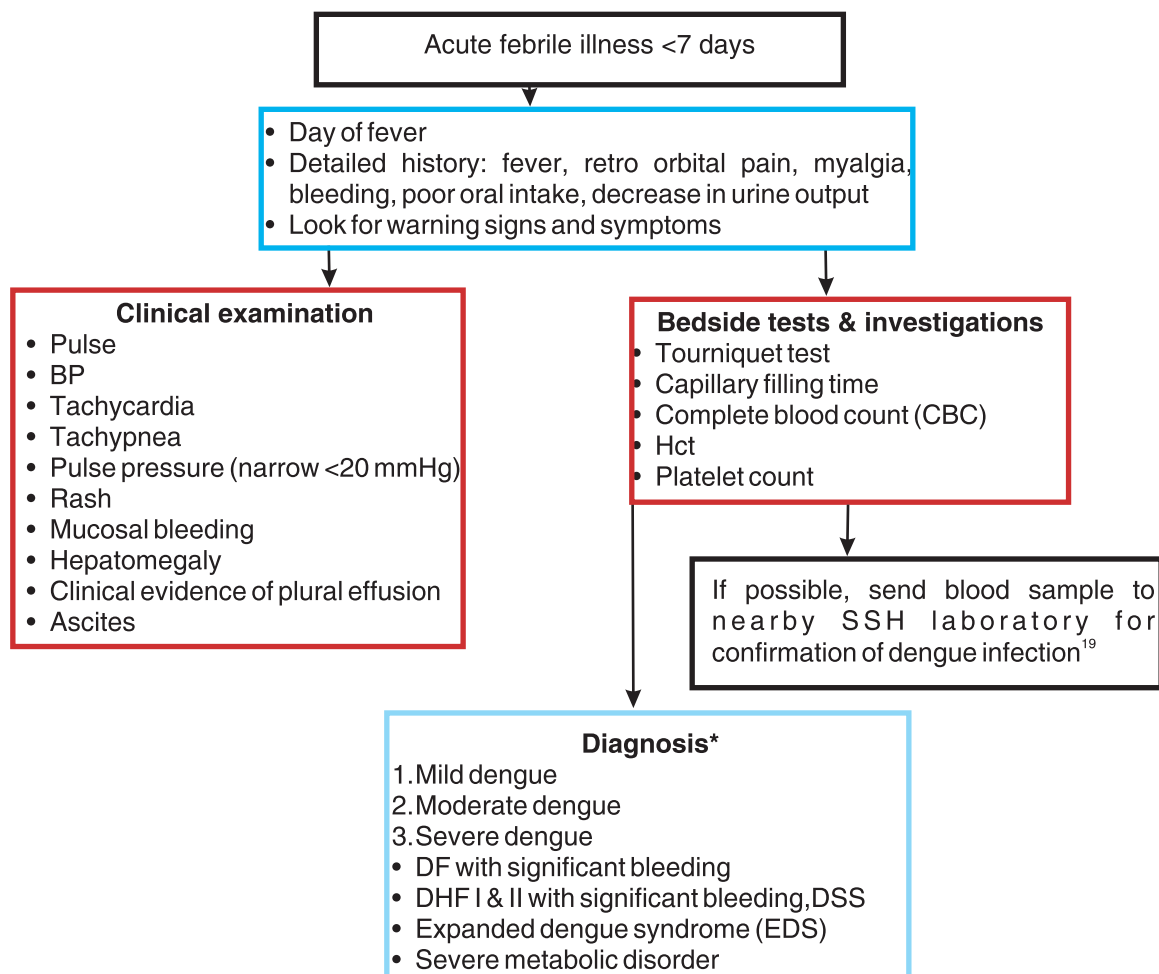 Acute febrile illness <7 days
• Day of fever
• Detailed history: fever, retro orbital pain, myalgia,
bleeding, poor oral intake, decrease in urine output
• Look for warning signs and symptoms
Clinical examination
• Pulse
• BP
• Tachycardia
• Tachypnea
• Pulse pressure (narrow <20 mmHg)
• Rash
• Mucosal bleeding
• Hepatomegaly
• Clinical evidence of plural effusion
• Ascites
Bedside tests & investigations
• Tourniquet test
• Capillary filling time
• Complete blood count (CBC)
• Hct
• Platelet count
If possible, send blood sample to
nearby SSH laboratory for
confirmation of dengue infection19
Diagnosis*
1. Mild dengue
2. Moderate dengue
3. Severe dengue
• DF with significant bleeding
• DHF I & II with significant bleeding,DSS
• Expanded dengue syndrome (EDS)
• Severe metabolic disorder